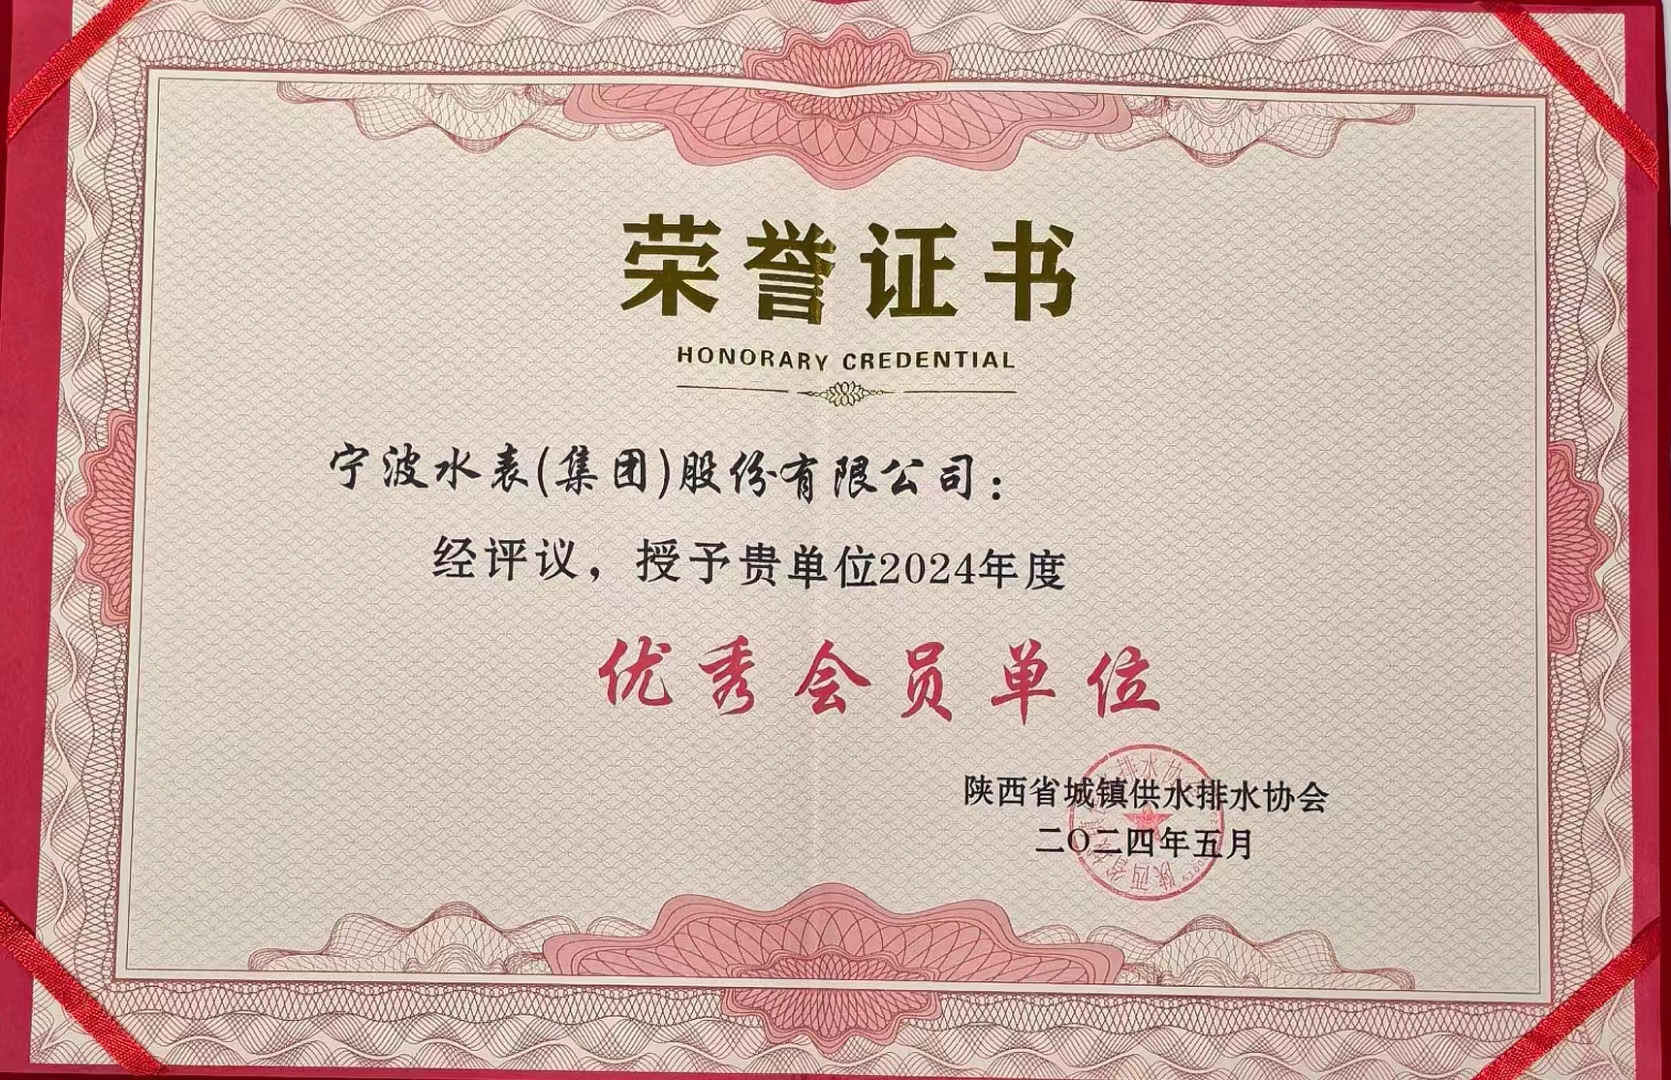 荣誉证书
HONORARY CREDENTIAL
宁波水表(集团)股份有限公司：
经评议，授予贵单位2024年度
优秀会员单位
陕西省城镇供水排水协会
二〇二四年五月